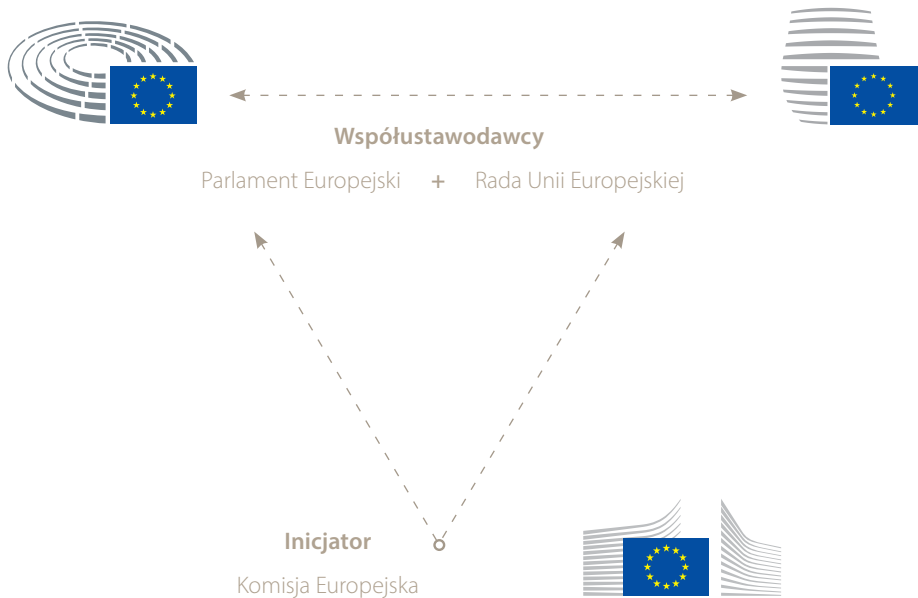 Współustawodawcy
Parlament Europejski + Rada Unii Europejskiej
Inicjator
Komisja Europejska